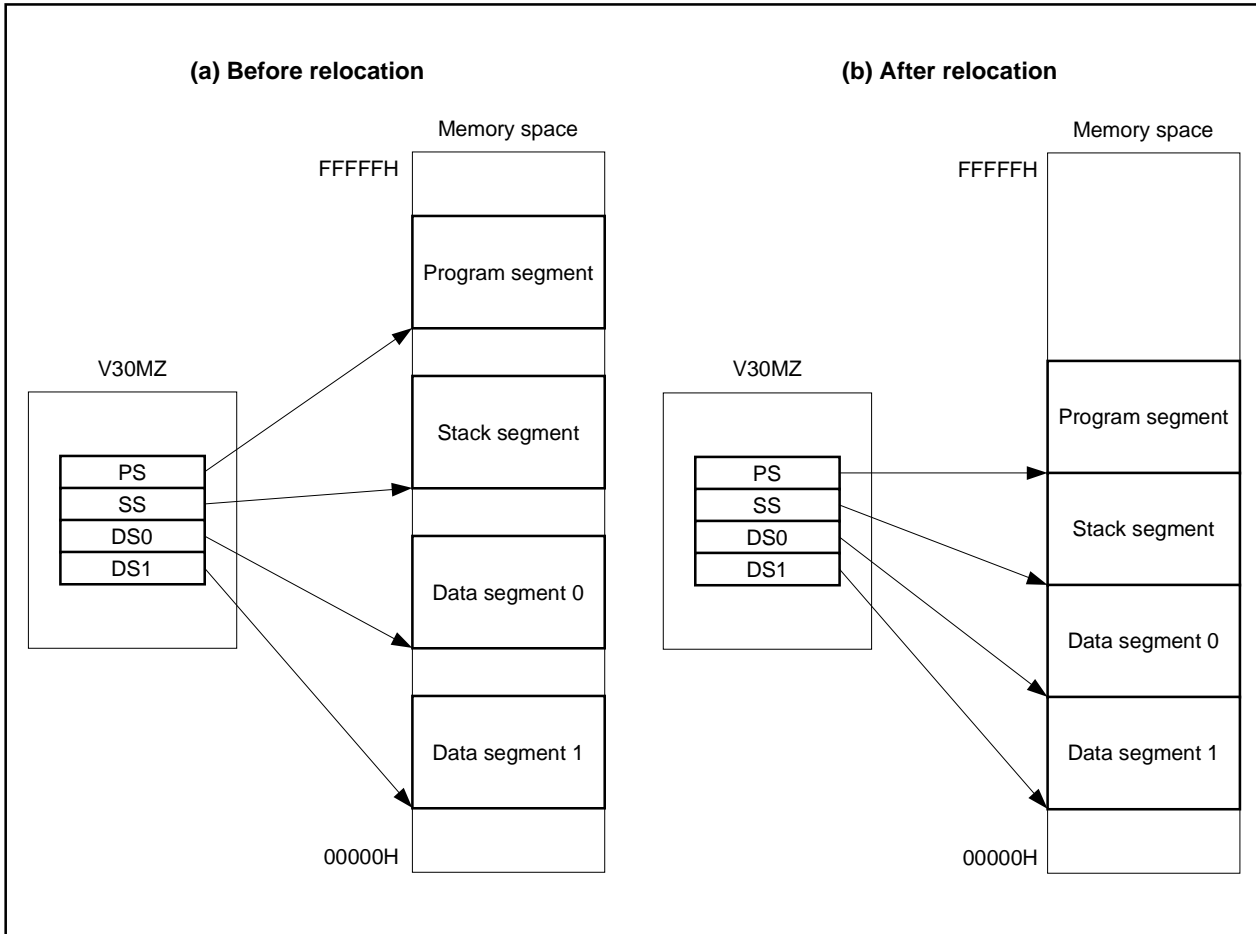 (a) Before relocation
Memory space
FFFFFH
Program segment
V30MZ
Stack segment
PS
SS
DS0
DS1
Data segment 0
Data segment 1
00000H
(b) After relocation
Memory space
FFFFFH
V30MZ
Program segment
PS
SS
DS0
DS1
Stack segment
Data segment 0
Data segment 1
00000H